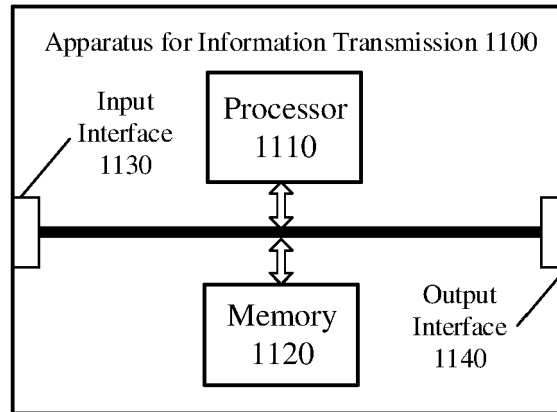 Apparatus for Information Transmission 1100
Input
Interface
1130
Processor
1110
Memory
1120
Output
Interface
1140